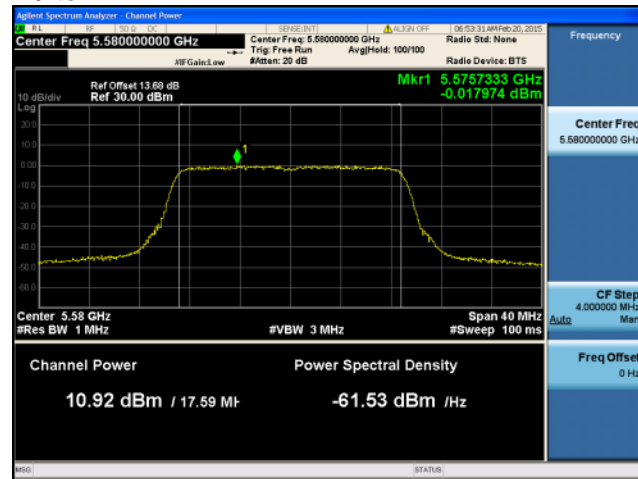 Agilent Spectrum Analyzer - Channel Power
RL RF 50 Ω DC SENSE:INT ALIGN OFF 06:53:31 AM Feb 20, 2015
Center Freq 5.580000000 GHz
Center Freq: 5.580000000 GHz
Radio Std: None
Trig: Free Run Avg|Hold: 100/100
#IFGain:Low #Atten: 20 dB Radio Device: BTS
Ref Offset 13.68 dB
10 dB/div Ref 30.00 dBm
Mkr1 5.5757333 GHz
-0.017974 dBm
Log
20.0
10.0
1
0.00
-10.0
-20.0
-30.0
-40.0
-50.0
-60.0
Center 5.58 GHz Span 40 MHz
#Res BW 1 MHz #VBW 3 MHz #Sweep 100 ms
Channel Power Power Spectral Density
10.92 dBm / 17.59 MH -61.53 dBm /Hz
MSG STATUS
Frequency
Center Freq
5.580000000 GHz
CF Step
4.000000 MHz
Auto Man
Freq Offset
0 Hz